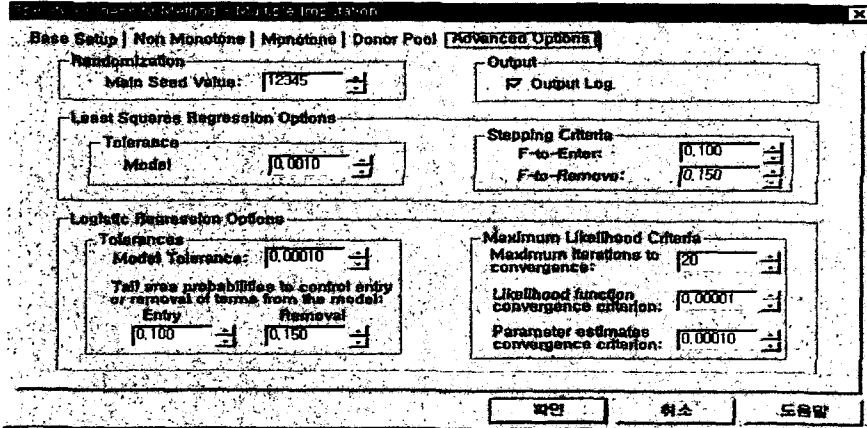 Method - Multiple Imputation
Base Setup | Non Monotone | Monotone | Donor Pool | Advanced Options
Randomization
Main Seed Value: 12345
Output
Output Log
Least Squares Regression Options
Tolerance
Model 0.0010
Stepping Criteria
F-to-Enter: 0.100
F-to-Remove: 0.150
Logistic Regression Options
Tolerances
Model Tolerance: 0.00010
Tail area probabilities to control entry
or removal of terms from the model:
Entry Removal
0.100 0.150
Maximum Likelihood Criteria
Maximum iterations to
convergence: 20
Likelihood function
convergence criterion: 0.00001
Parameter estimates
convergence criterion: 0.00010
확인 취소 도움말